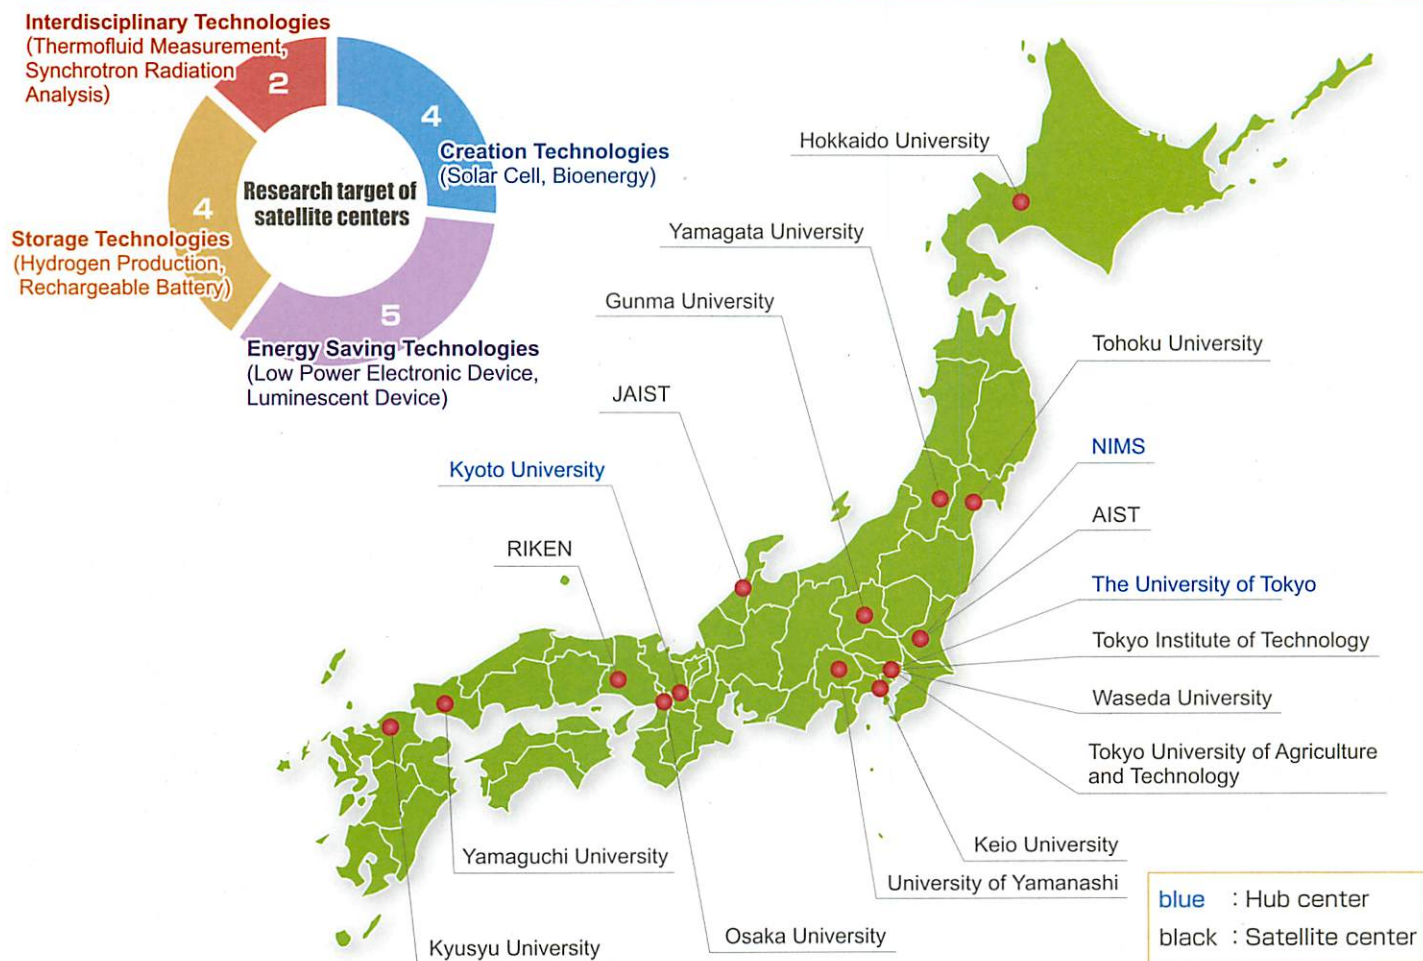 Interdisciplinary Technologies
(Thermofluid Measurement,
Synchrotron Radiation
Analysis)
2
4
Creation Technologies
(Solar Cell, Bioenergy)
Research target of
satellite centers
4
Storage Technologies
(Hydrogen Production,
Rechargeable Battery)
5
Energy Saving Technologies
(Low Power Electronic Device,
Luminescent Device)
Hokkaido University
Yamagata University
Gunma University
Tohoku University
JAIST
NIMS
Kyoto University
AIST
RIKEN
The University of Tokyo
Tokyo Institute of Technology
Waseda University
Tokyo University of Agriculture
and Technology
Keio University
Yamaguchi University
University of Yamanashi
Osaka University
Kyusyu University
blue : Hub center
black : Satellite center